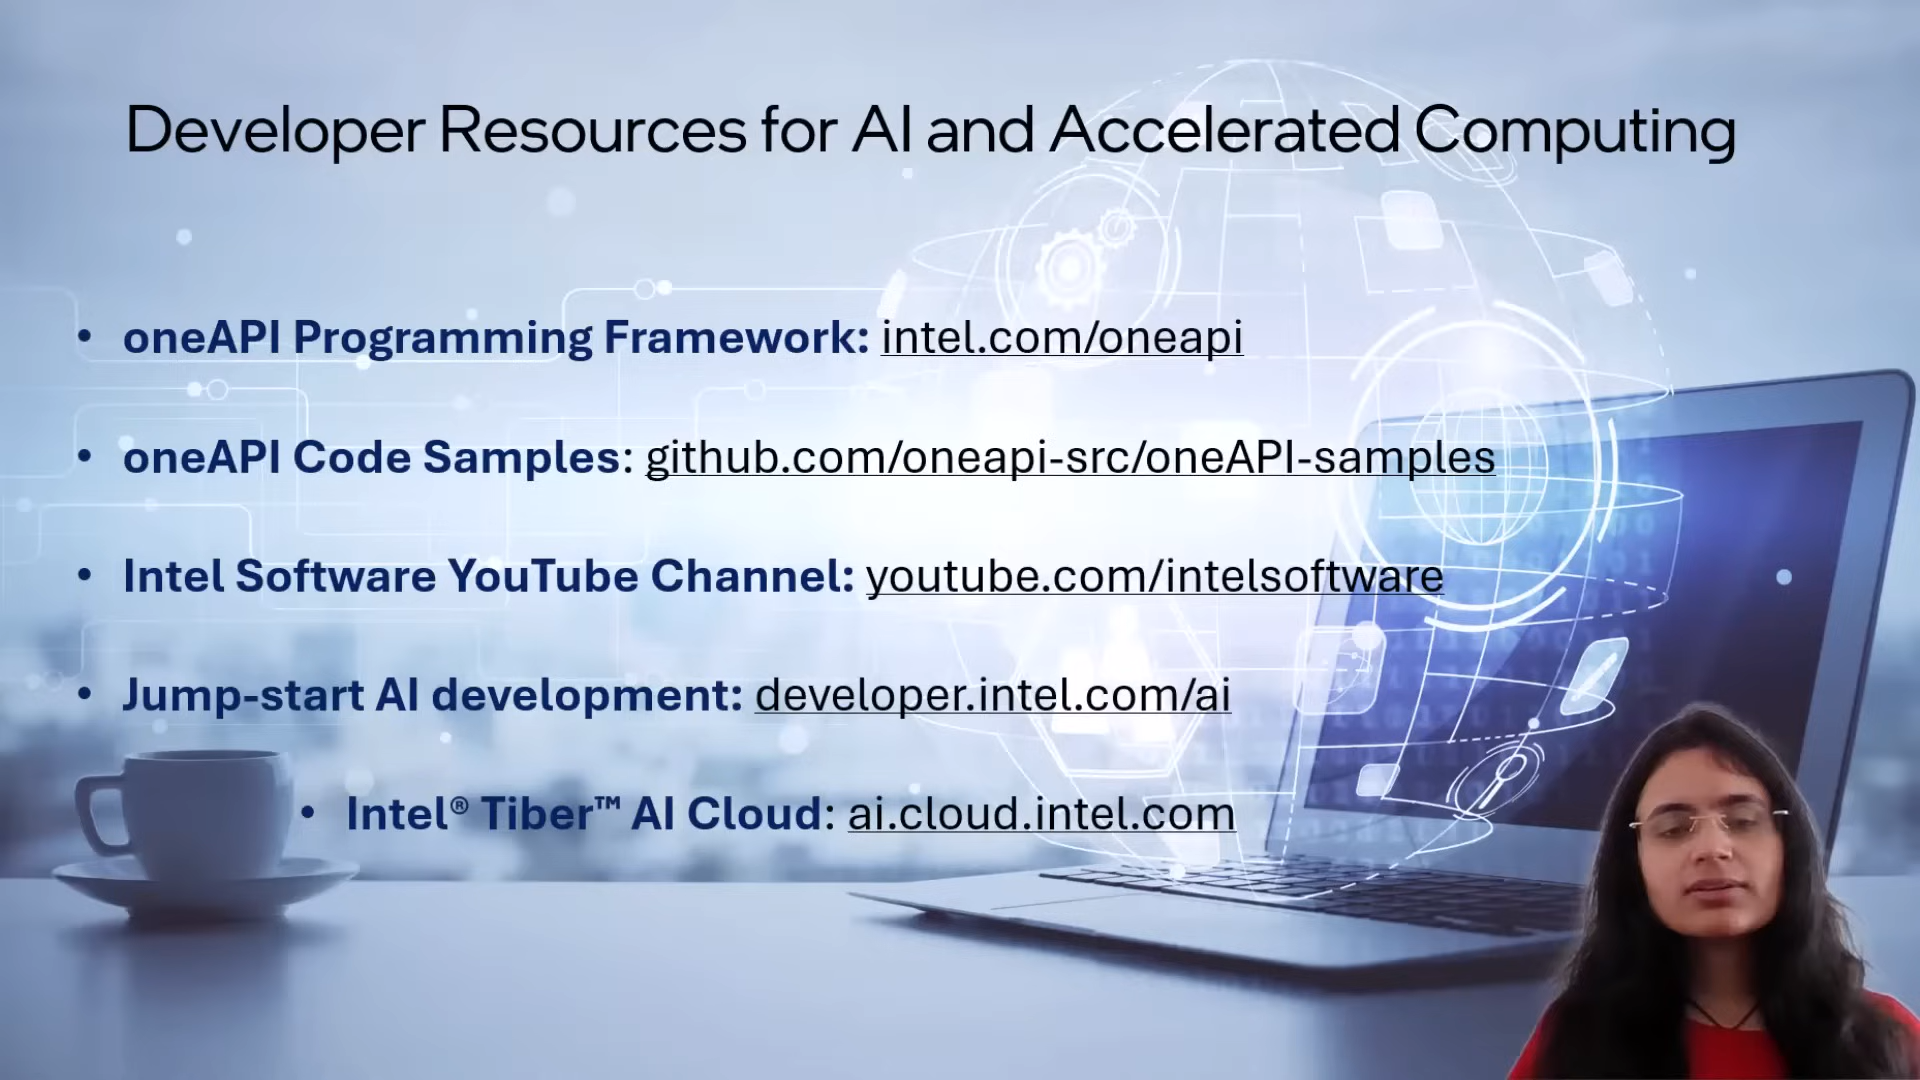 Developer Resources for AI and Accelerated Computing
• oneAPI Programming Framework: intel.com/oneapi
• oneAPI Code Samples: github.com/oneapi-src/oneAPI-samples
• Intel Software YouTube Channel: youtube.com/intelsoftware
• Jump-start AI development: developer.intel.com/ai
• Intel® Tiber™ AI Cloud: ai.cloud.intel.com